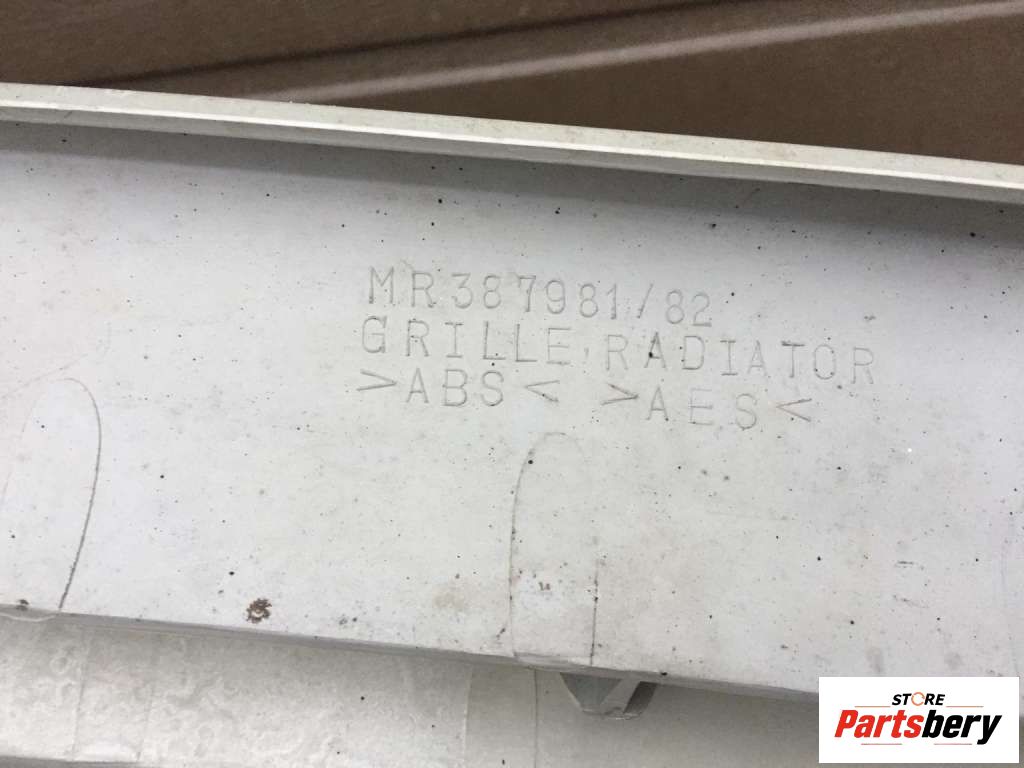 MR387981/82
GRILLE, RADIATOR
>ABS< >AES<
STORE
Partsbery